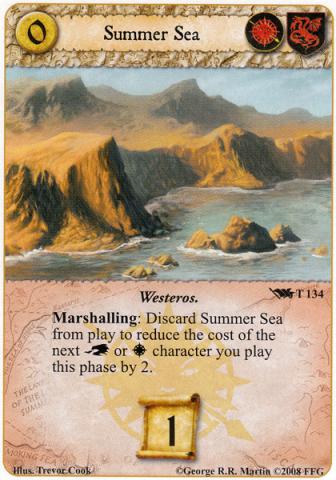 0
Summer Sea
Westeros.
T 134
Marshalling: Discard Summer Sea
from play to reduce the cost of the
next or character you play
this phase by 2.
1
Illus. Trevor Cook
©George R.R. Martin ©2008 FFG